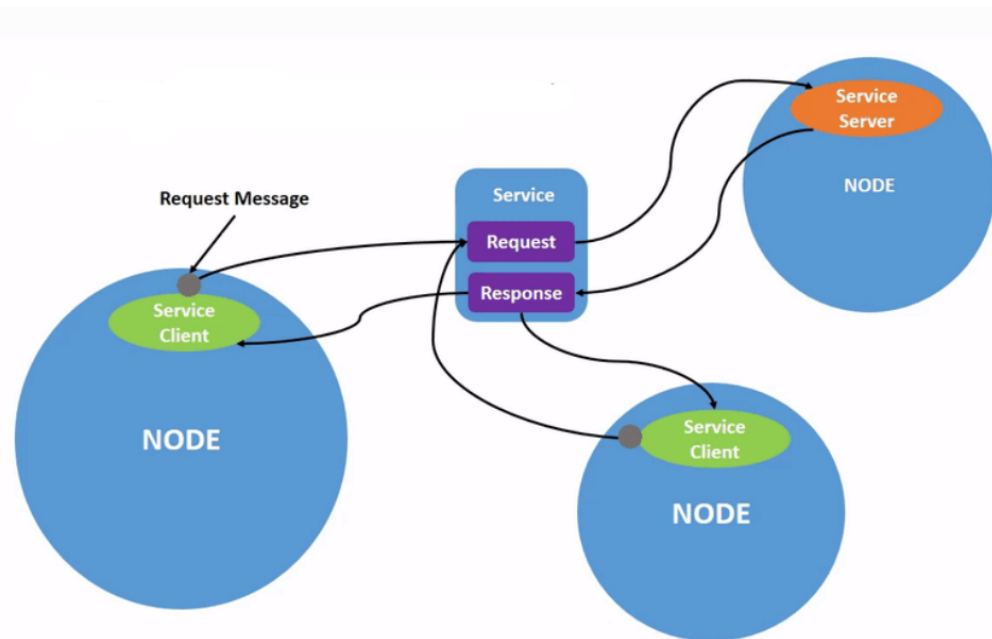 Service
Server
NODE
Request Message
Service
Request
Response
Service
Client
NODE
Service
Client
NODE